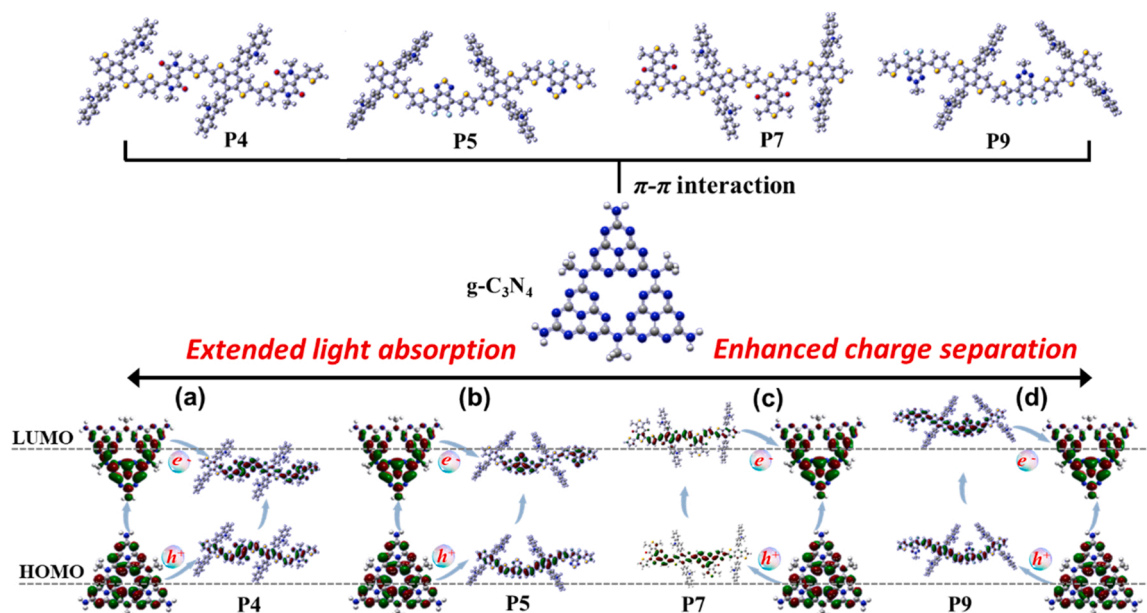 P4 P5 P7 P9
π-π interaction
g-C₃N₄
Extended light absorption Enhanced charge separation
(a) (b) (c) (d)
LUMO
e⁻ e⁻ e⁻ e⁻
h⁺ h⁺ h⁺ h⁺
HOMO
P4 P5 P7 P9